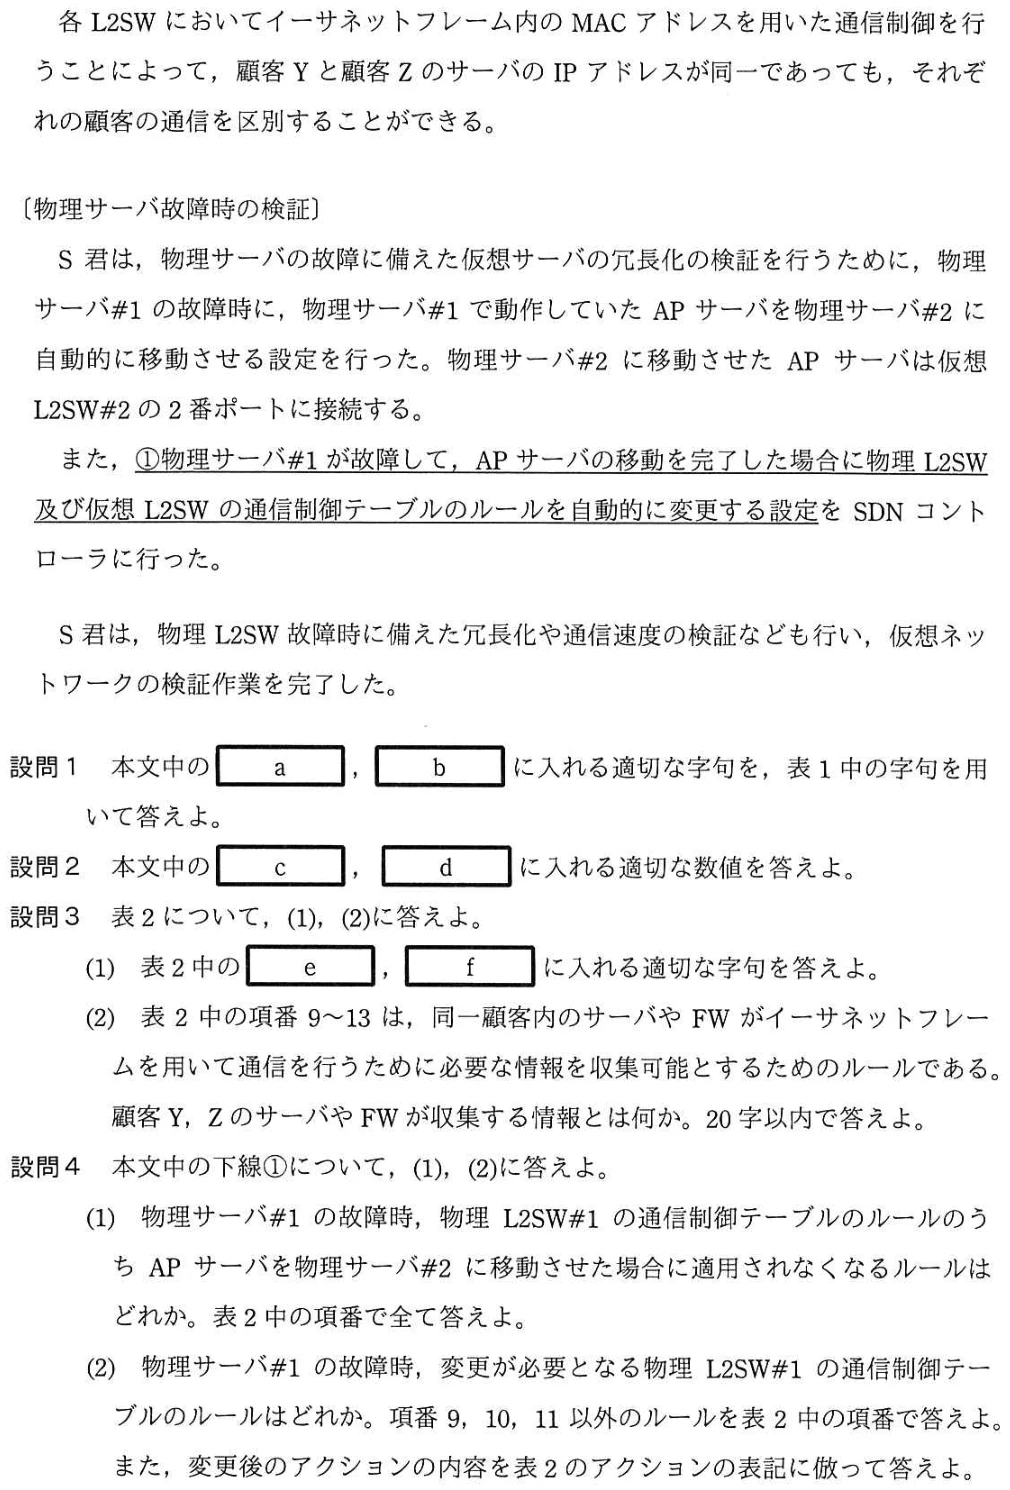 各 L2SW においてイーサネットフレーム内の MAC アドレスを用いた通信制御を行
うことによって，顧客 Y と顧客 Z のサーバの IP アドレスが同一であっても，それぞ
れの顧客の通信を区別することができる。
〔物理サーバ故障時の検証〕
S 君は，物理サーバの故障に備えた仮想サーバの冗長化の検証を行うために，物理
サーバ#1 の故障時に，物理サーバ#1 で動作していた AP サーバを物理サーバ#2 に
自動的に移動させる設定を行った。物理サーバ#2 に移動させた AP サーバは仮想
L2SW#2 の 2 番ポートに接続する。
また，①物理サーバ#1 が故障して，AP サーバの移動を完了した場合に物理 L2SW
及び仮想 L2SW の通信制御テーブルのルールを自動的に変更する設定を SDN コント
ローラに行った。
S 君は，物理 L2SW 故障時に備えた冗長化や通信速度の検証なども行い，仮想ネッ
トワークの検証作業を完了した。
設問1 本文中の a ， b に入れる適切な字句を，表 1 中の字句を用
いて答えよ。
設問2 本文中の c ， d に入れる適切な数値を答えよ。
設問3 表 2 について，(1)，(2)に答えよ。
(1) 表 2 中の e ， f に入れる適切な字句を答えよ。
(2) 表 2 中の項番 9～13 は，同一顧客内のサーバや FW がイーサネットフレー
ムを用いて通信を行うために必要な情報を収集可能とするためのルールである。
顧客 Y，Z のサーバや FW が収集する情報とは何か。20 字以内で答えよ。
設問4 本文中の下線①について，(1)，(2)に答えよ。
(1) 物理サーバ#1 の故障時，物理 L2SW#1 の通信制御テーブルのルールのう
ち AP サーバを物理サーバ#2 に移動させた場合に適用されなくなるルールは
どれか。表 2 中の項番で全て答えよ。
(2) 物理サーバ#1 の故障時，変更が必要となる物理 L2SW#1 の通信制御テー
ブルのルールはどれか。項番 9，10，11 以外のルールを表 2 中の項番で答えよ。
また，変更後のアクションの内容を表 2 のアクションの表記に倣って答えよ。